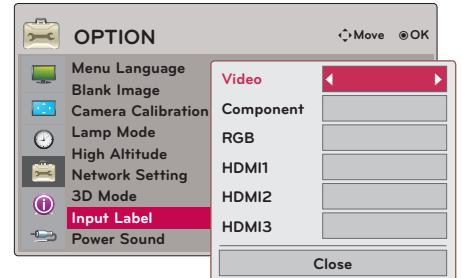 OPTION
Move
OK
Menu Language
Blank Image
Camera Calibration
Lamp Mode
High Altitude
Network Setting
3D Mode
Input Label
Power Sound
Video
Component
RGB
HDMI1
HDMI2
HDMI3
Close